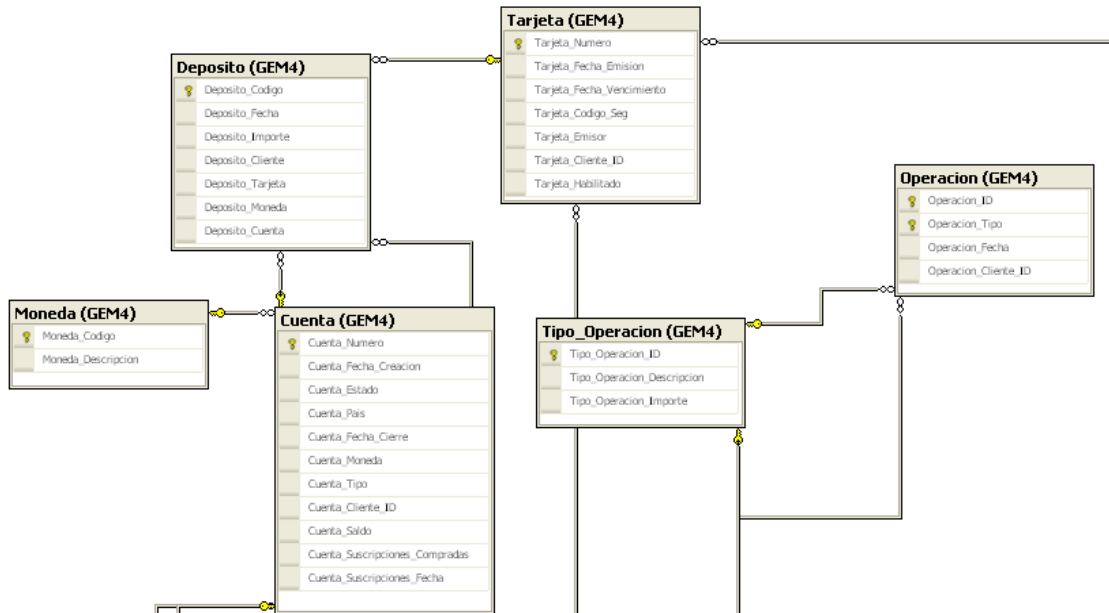 Tarjeta (GEM4)
Tarjeta_Numero
Tarjeta_Fecha_Emision
Tarjeta_Fecha_Vencimiento
Tarjeta_Codigo_Seg
Tarjeta_Emisor
Tarjeta_Cliente_ID
Tarjeta_Habilitado
Deposito (GEM4)
Deposito_Codigo
Deposito_Fecha
Deposito_Importe
Deposito_Cliente
Deposito_Tarjeta
Deposito_Moneda
Deposito_Cuenta
Operacion (GEM4)
Operacion_ID
Operacion_Tipo
Operacion_Fecha
Operacion_Cliente_ID
Moneda (GEM4)
Moneda_Codigo
Moneda_Descripcion
Cuenta (GEM4)
Cuenta_Numero
Cuenta_Fecha_Creacion
Cuenta_Estado
Cuenta_Pais
Cuenta_Fecha_Cierre
Cuenta_Moneda
Cuenta_Tipo
Cuenta_Cliente_ID
Cuenta_Saldo
Cuenta_Suscripciones_Compradas
Cuenta_Suscripciones_Fecha
Tipo_Operacion (GEM4)
Tipo_Operacion_ID
Tipo_Operacion_Descripcion
Tipo_Operacion_Importe